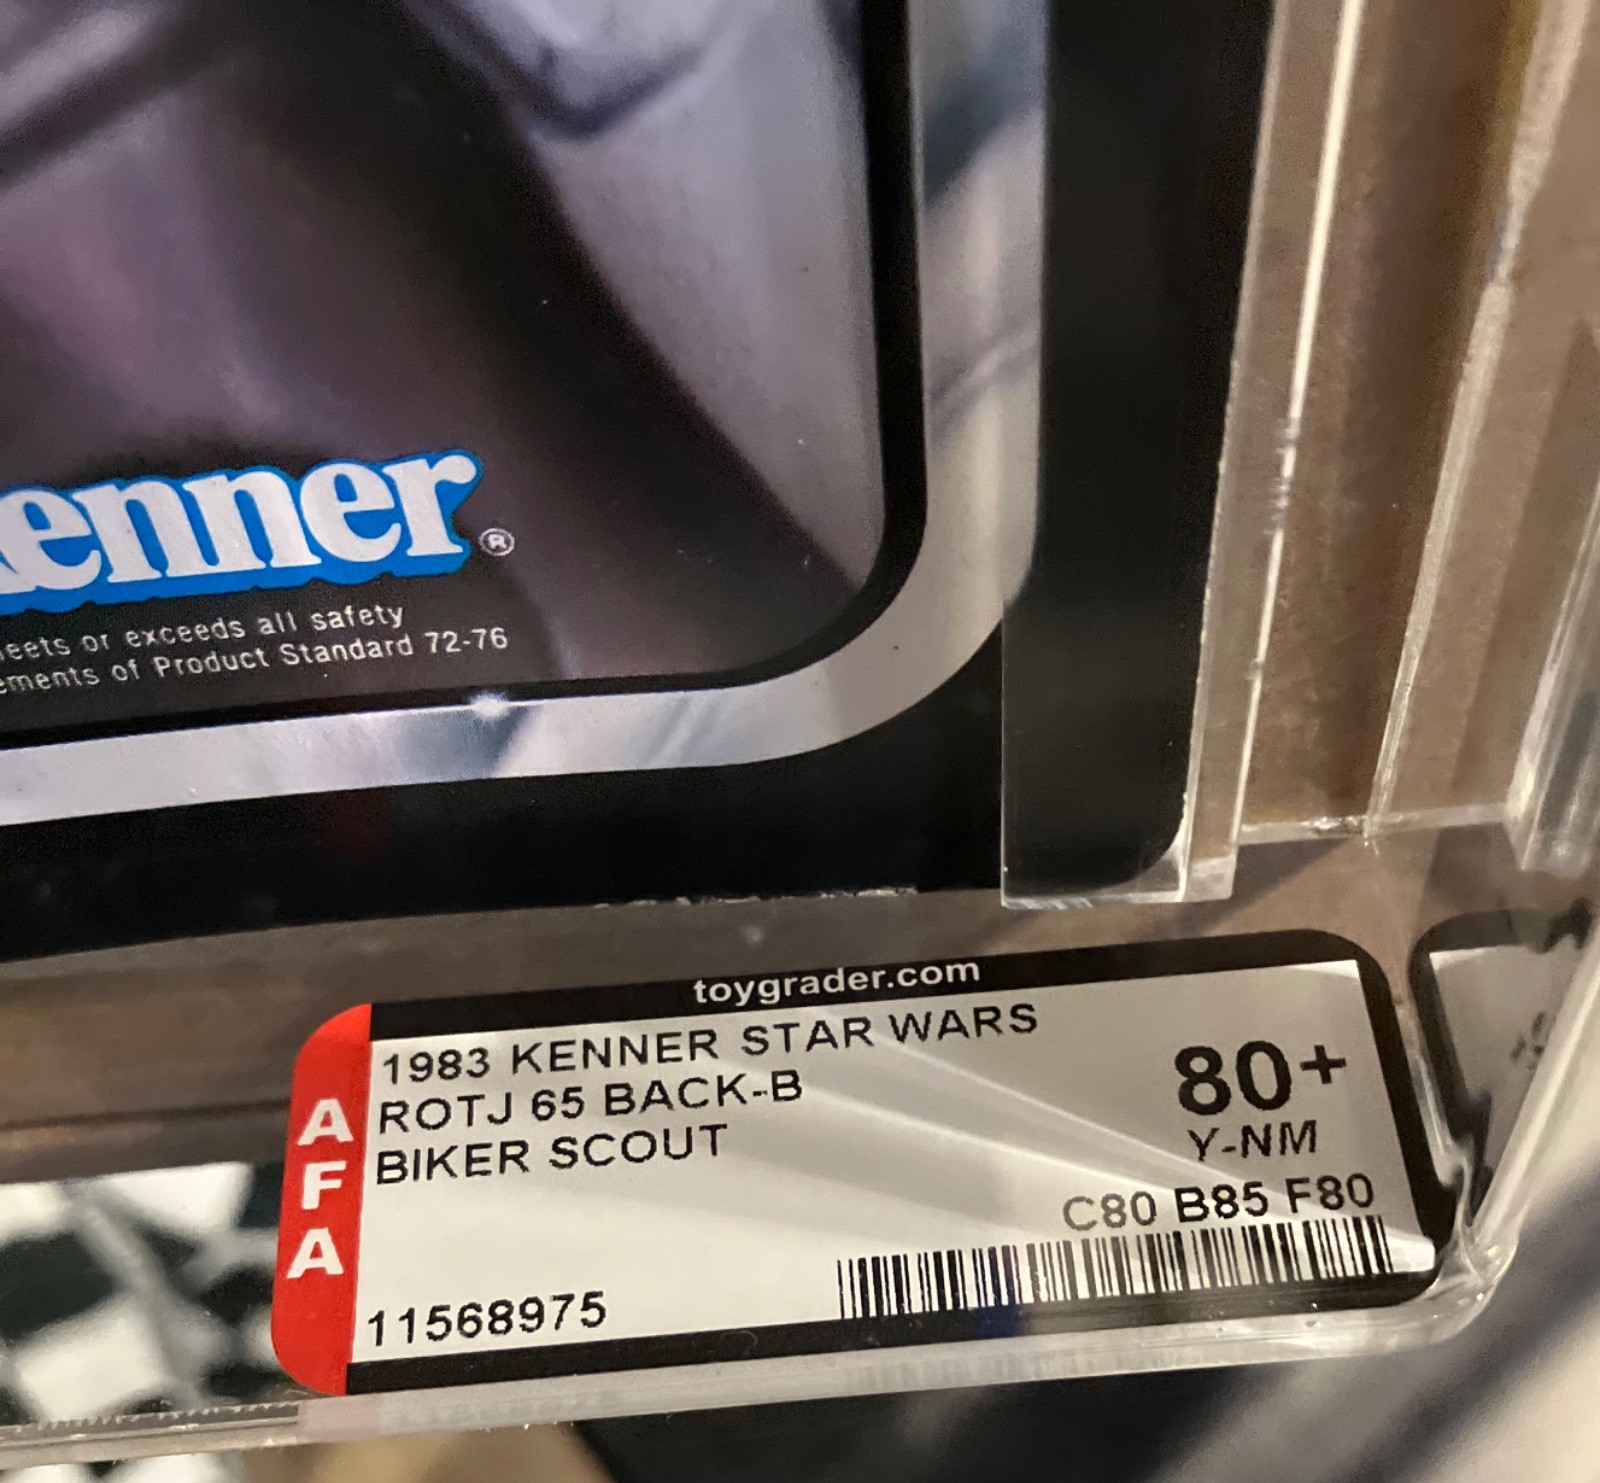 enner®
eets or exceeds all safety
ements of Product Standard 72-76
toygrader.com
AFA
1983 KENNER STAR WARS
ROTJ 65 BACK-B
BIKER SCOUT
80+
Y-NM
C80 B85 F80
11568975